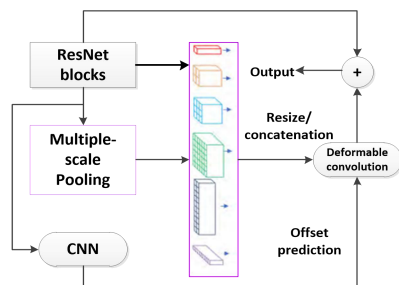 ResNet
blocks
Output
+
Resize/
concatenation
Multiple-
scale
Pooling
Deformable
convolution
CNN
Offset
prediction